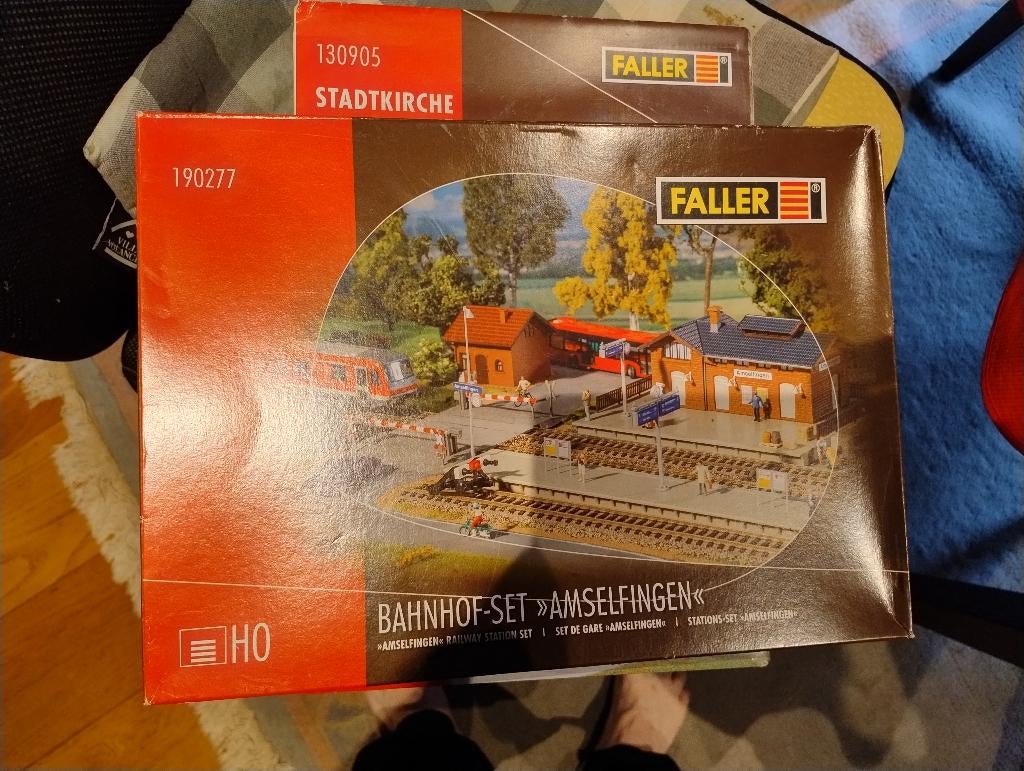 130905
FALLER®
STADTKIRCHE
190277
FALLER®
Amselfingen
BAHNHOF-SET »AMSELFINGEN«
»AMSELFINGEN« RAILWAY STATION SET | SET DE GARE »AMSELFINGEN« | STATIONS-SET »AMSELFINGEN«
HO